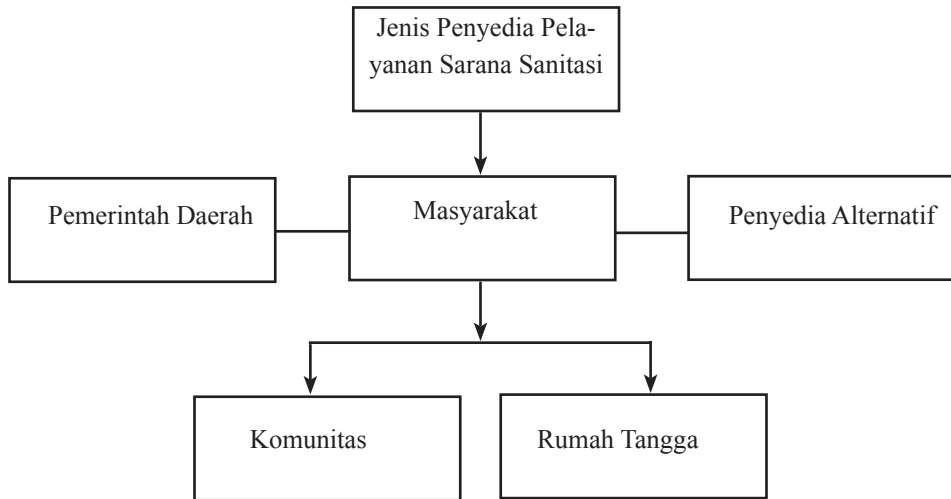 Jenis Penyedia Pela-
yanan Sarana Sanitasi
Pemerintah Daerah
Masyarakat
Penyedia Alternatif
Komunitas
Rumah Tangga